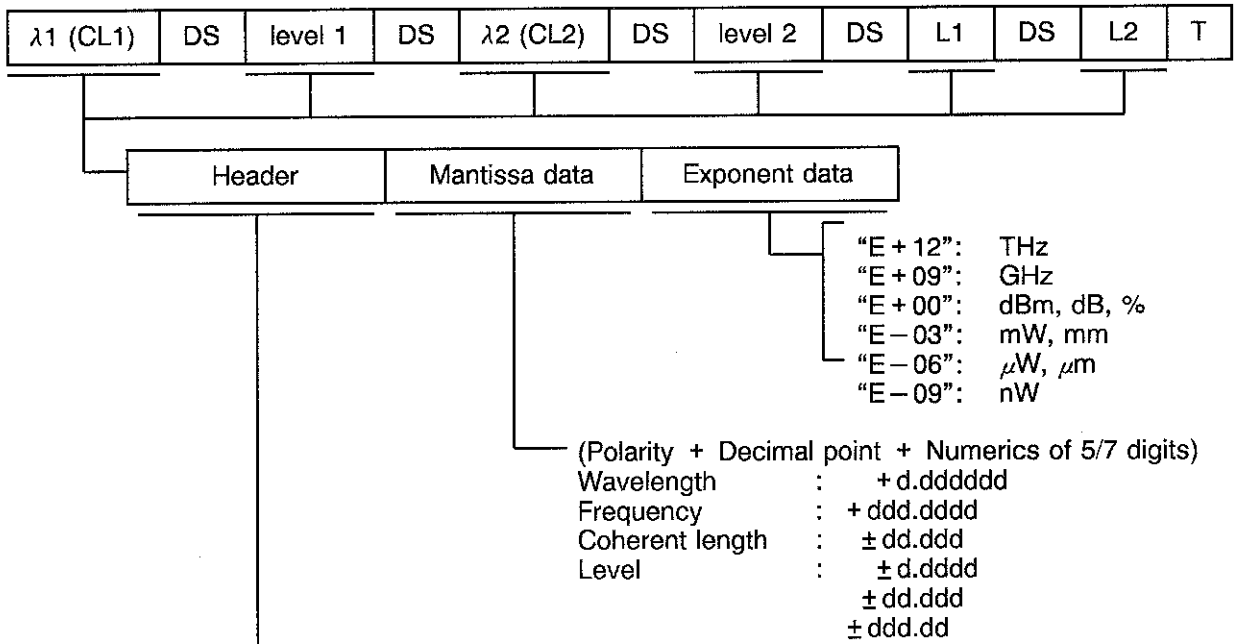 λ1 (CL1) DS level 1 DS λ2 (CL2) DS level 2 DS L1 DS L2 T
Header Mantissa data Exponent data
“E+12”: THz
“E+09”: GHz
“E+00”: dBm, dB, %
“E−03”: mW, mm
“E−06”: μW, μm
“E−09”: nW
(Polarity + Decimal point + Numerics of 5/7 digits)
Wavelength : +d.dddddd
Frequency : +ddd.dddd
Coherent length : ±dd.ddd
Level : ±d.dddd
±dd.ddd
±ddd.dd